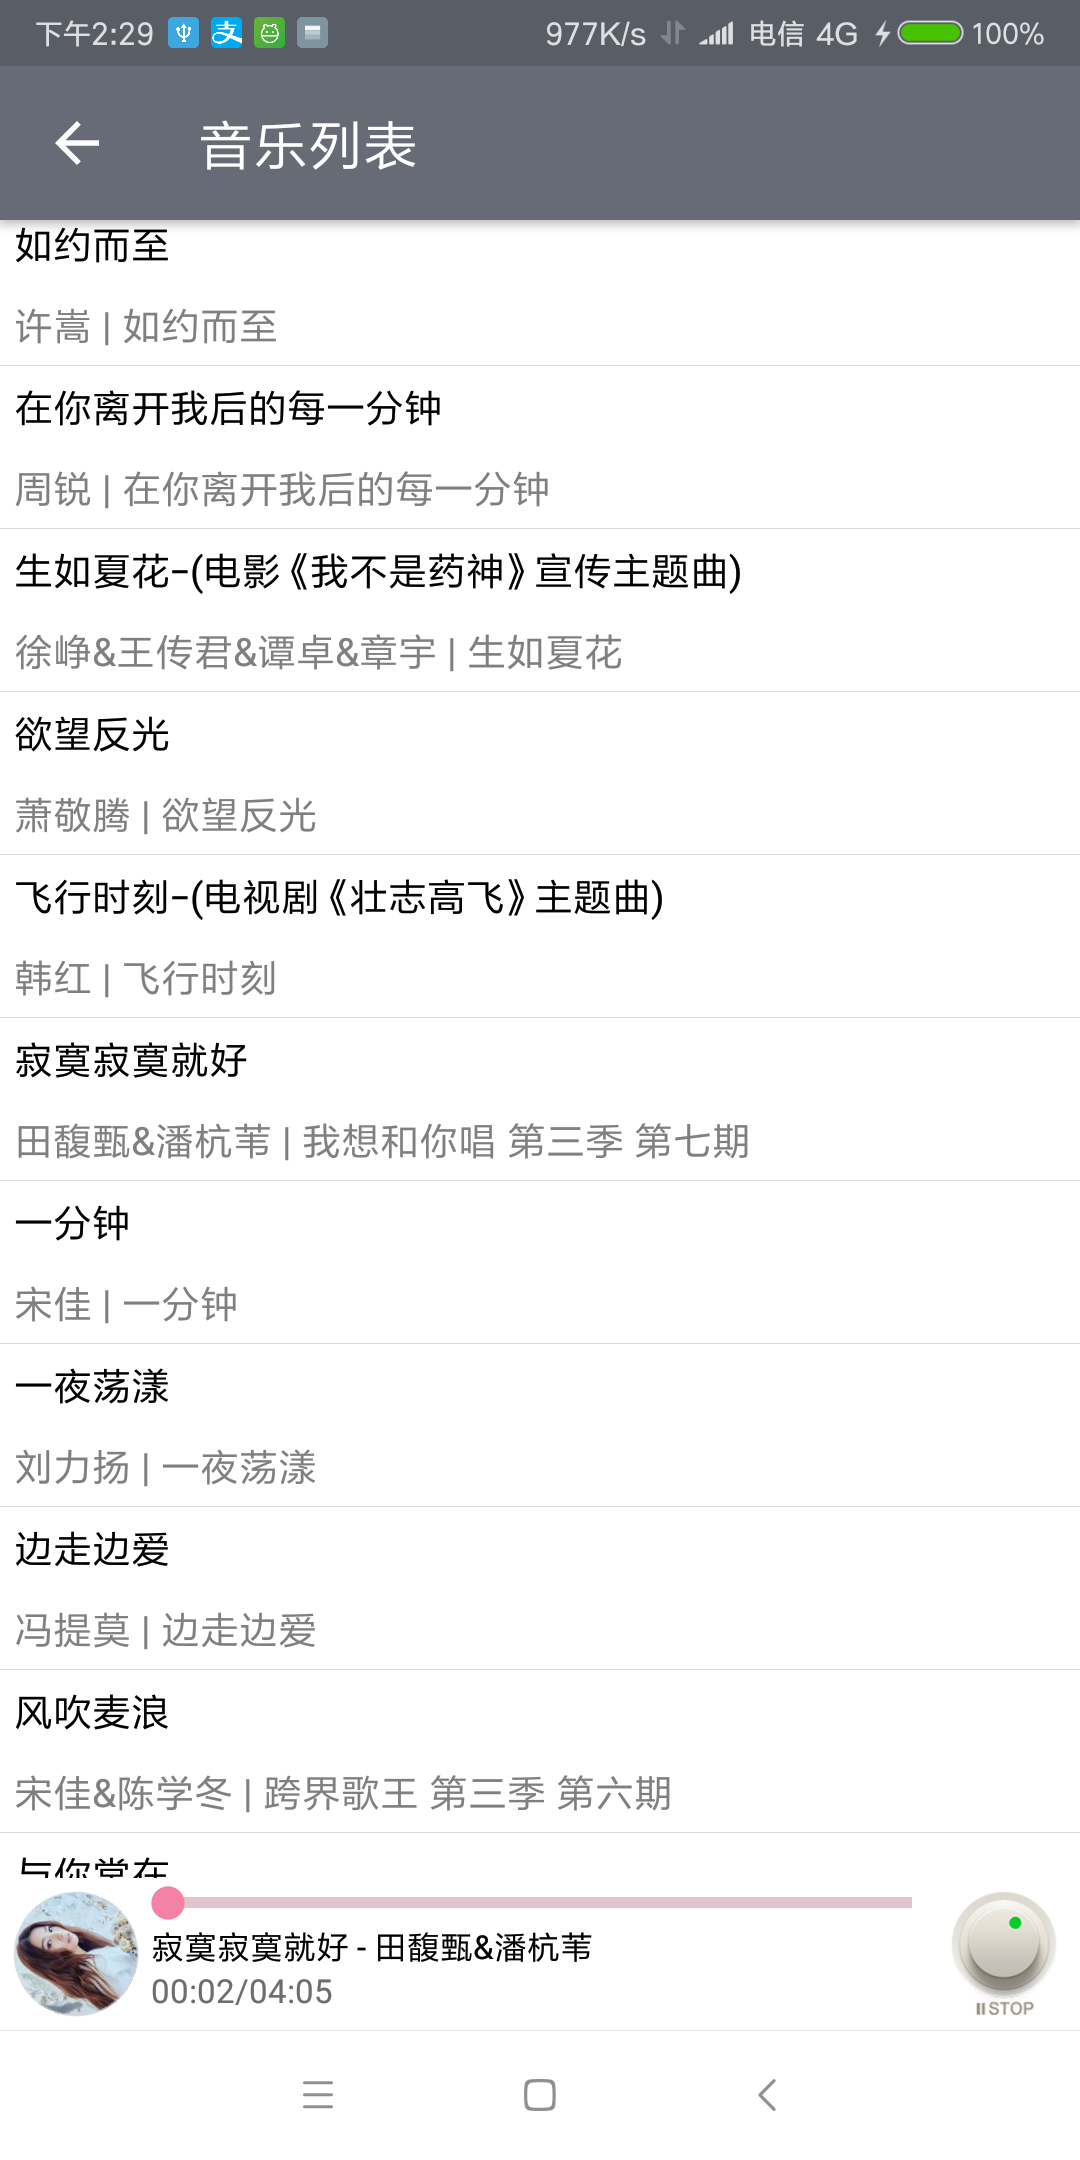 下午2:29 977K/s 电信 4G 100%
音乐列表
如约而至
许嵩 | 如约而至
在你离开我后的每一分钟
周锐 | 在你离开我后的每一分钟
生如夏花-(电影《我不是药神》宣传主题曲)
徐峥&王传君&谭卓&章宇 | 生如夏花
欲望反光
萧敬腾 | 欲望反光
飞行时刻-(电视剧《壮志高飞》主题曲)
韩红 | 飞行时刻
寂寞寂寞就好
田馥甄&潘杭苇 | 我想和你唱 第三季 第七期
一分钟
宋佳 | 一分钟
一夜荡漾
刘力扬 | 一夜荡漾
边走边爱
冯提莫 | 边走边爱
风吹麦浪
宋佳&陈学冬 | 跨界歌王 第三季 第六期
与你常在
寂寞寂寞就好 - 田馥甄&潘杭苇
00:02/04:05
STOP